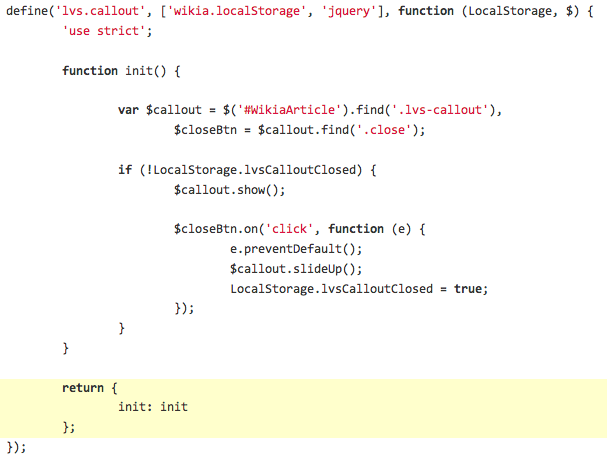 define('lvs.callout', ['wikia.localStorage', 'jquery'], function (LocalStorage, $) {
'use strict';
function init() {
var $callout = $('#WikiaArticle').find('.lvs-callout'),
$closeBtn = $callout.find('.close');
if (!LocalStorage.lvsCalloutClosed) {
$callout.show();
$closeBtn.on('click', function (e) {
e.preventDefault();
$callout.slideUp();
LocalStorage.lvsCalloutClosed = true;
});
}
}
return {
init: init
};
});